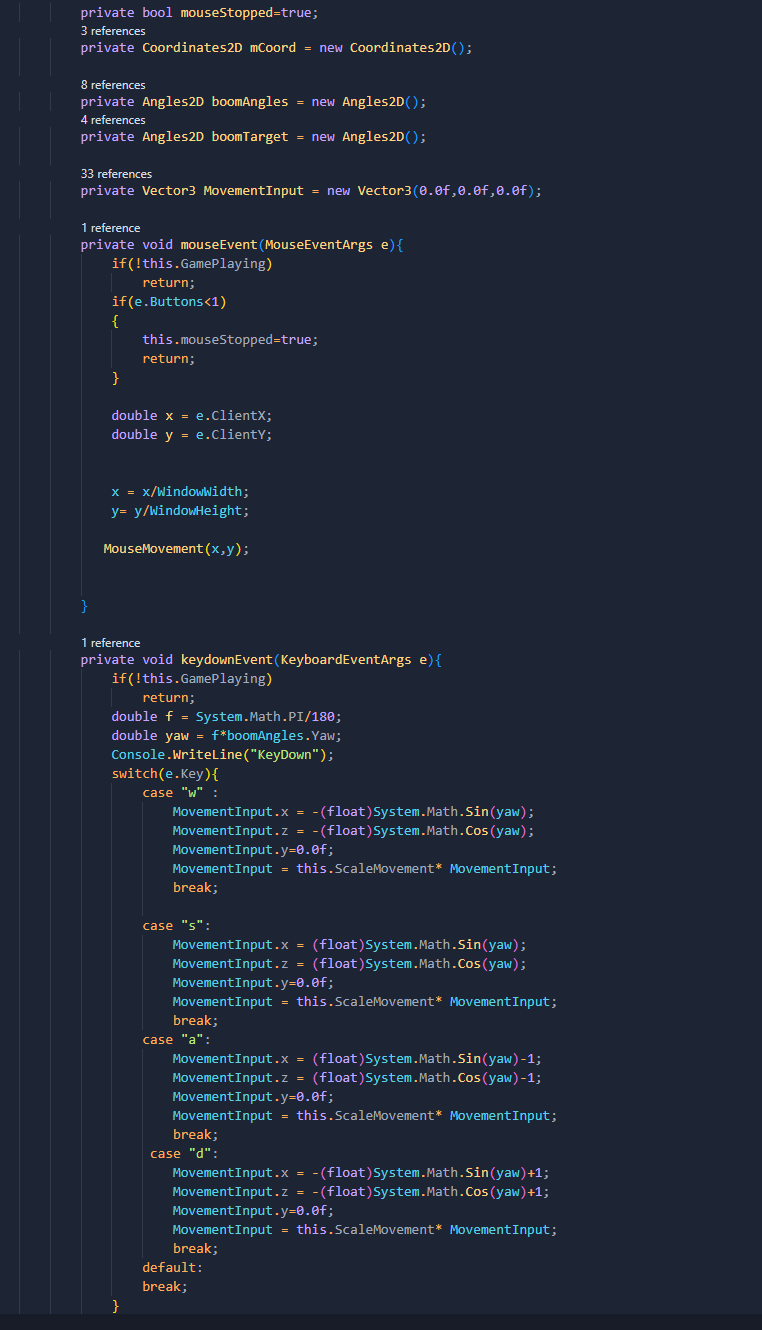 private bool mouseStopped=true;
3 references
private Coordinates2D mCoord = new Coordinates2D();
8 references
private Angles2D boomAngles = new Angles2D();
4 references
private Angles2D boomTarget = new Angles2D();
33 references
private Vector3 MovementInput = new Vector3(0.0f,0.0f,0.0f);
1 reference
private void mouseEvent(MouseEventArgs e){
if(!this.GamePlaying)
return;
if(e.Buttons<1)
{
this.mouseStopped=true;
return;
}
double x = e.ClientX;
double y = e.ClientY;
x = x/WindowWidth;
y= y/WindowHeight;
MouseMovement(x,y);
}
1 reference
private void keydownEvent(KeyboardEventArgs e){
if(!this.GamePlaying)
return;
double f = System.Math.PI/180;
double yaw = f*boomAngles.Yaw;
Console.WriteLine("KeyDown");
switch(e.Key){
case "w" :
MovementInput.x = -(float)System.Math.Sin(yaw);
MovementInput.z = -(float)System.Math.Cos(yaw);
MovementInput.y=0.0f;
MovementInput = this.ScaleMovement* MovementInput;
break;
case "s":
MovementInput.x = (float)System.Math.Sin(yaw);
MovementInput.z = (float)System.Math.Cos(yaw);
MovementInput.y=0.0f;
MovementInput = this.ScaleMovement* MovementInput;
break;
case "a":
MovementInput.x = (float)System.Math.Sin(yaw)-1;
MovementInput.z = (float)System.Math.Cos(yaw)-1;
MovementInput.y=0.0f;
MovementInput = this.ScaleMovement* MovementInput;
break;
case "d":
MovementInput.x = -(float)System.Math.Sin(yaw)+1;
MovementInput.z = -(float)System.Math.Cos(yaw)+1;
MovementInput.y=0.0f;
MovementInput = this.ScaleMovement* MovementInput;
break;
default:
break;
}